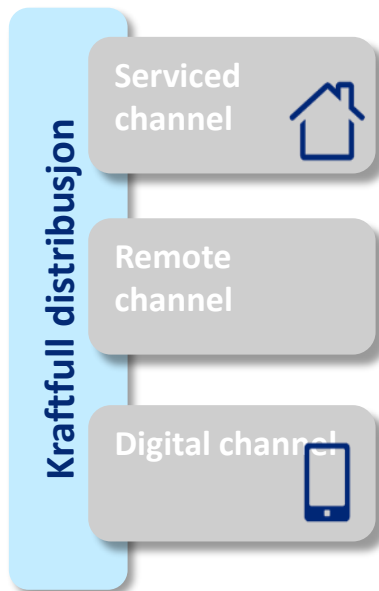 Kraftfull distribusjon
Serviced
channel
Remote
channel
Digital channel